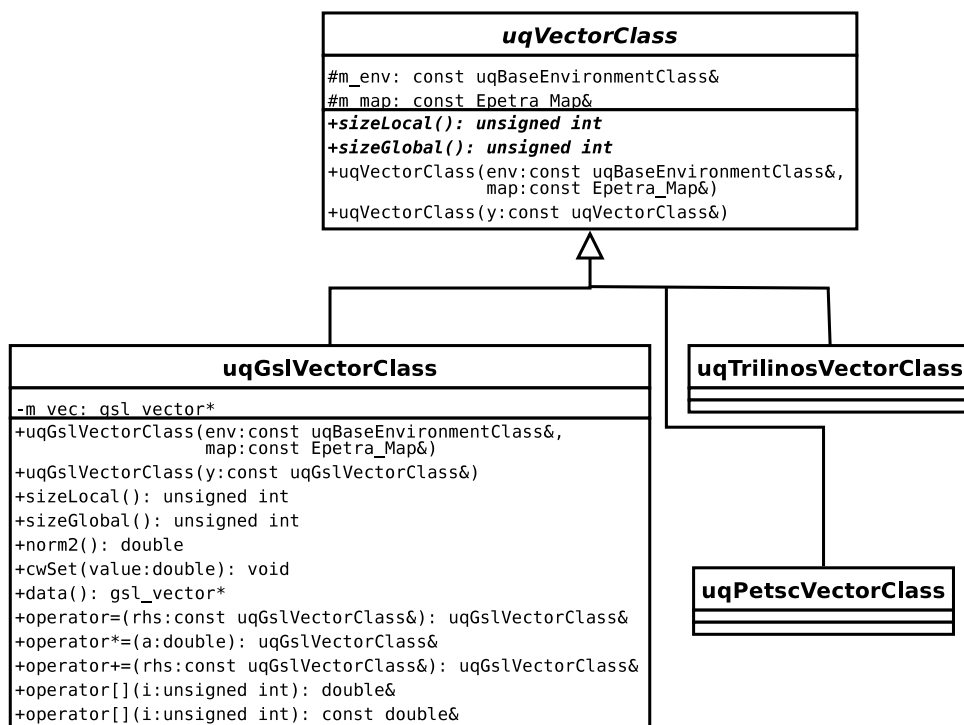 uqVectorClass
#m_env: const uqBaseEnvironmentClass&
#m_map: const Epetra_Map&
+sizeLocal(): unsigned int
+sizeGlobal(): unsigned int
+uqVectorClass(env:const uqBaseEnvironmentClass&,
map:const Epetra_Map&)
+uqVectorClass(y:const uqVectorClass&)
uqGslVectorClass
-m_vec: gsl_vector*
+uqGslVectorClass(env:const uqBaseEnvironmentClass&,
map:const Epetra_Map&)
+uqGslVectorClass(y:const uqGslVectorClass&)
+sizeLocal(): unsigned int
+sizeGlobal(): unsigned int
+norm2(): double
+cwSet(value:double): void
+data(): gsl_vector*
+operator=(rhs:const uqGslVectorClass&): uqGslVectorClass&
+operator*=(a:double): uqGslVectorClass&
+operator+=(rhs:const uqGslVectorClass&): uqGslVectorClass&
+operator[](i:unsigned int): double&
+operator[](i:unsigned int): const double&
uqTrilinosVectorClass
uqPetscVectorClass